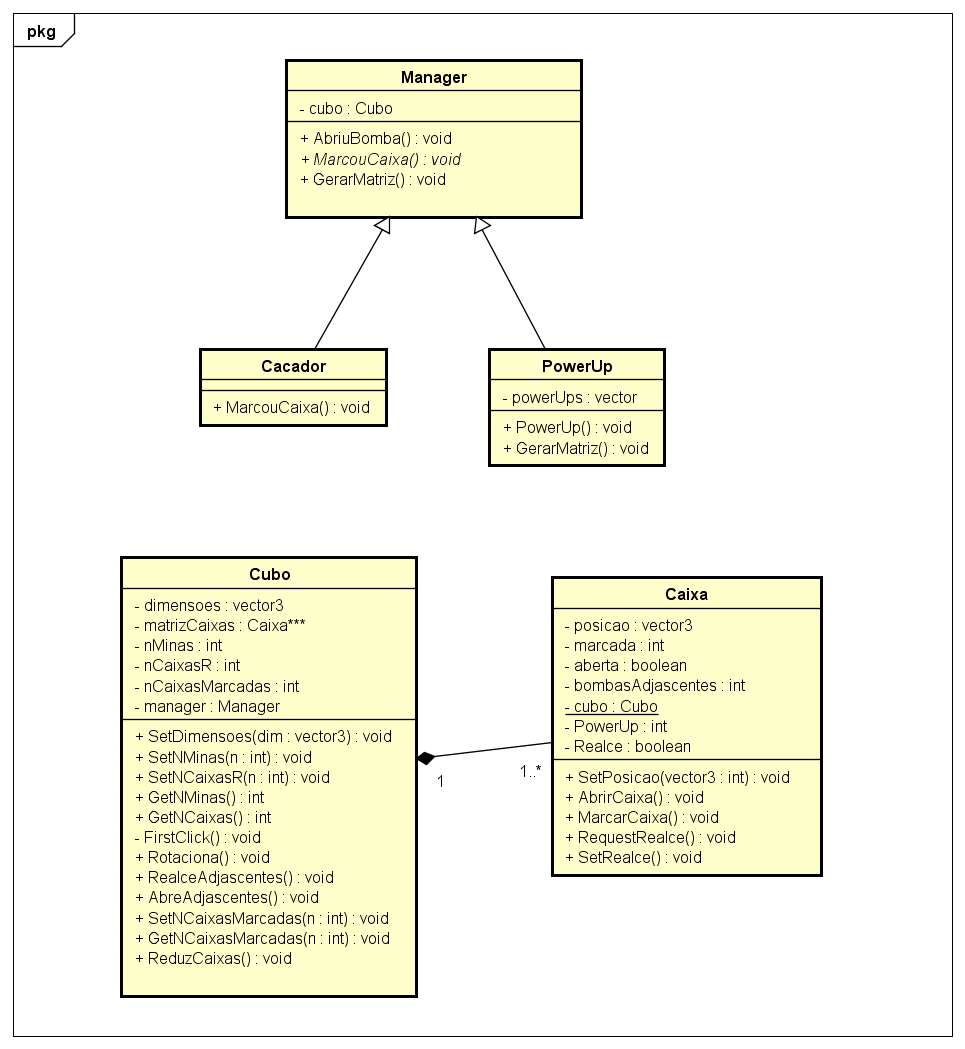 pkg
Manager
- cubo : Cubo
+ AbriuBomba() : void
+ MarcouCaixa() : void
+ GerarMatriz() : void
Cacador
+ MarcouCaixa() : void
PowerUp
- powerUps : vector
+ PowerUp() : void
+ GerarMatriz() : void
Cubo
- dimensoes : vector3
- matrizCaixas : Caixa***
- nMinas : int
- nCaixasR : int
- nCaixasMarcadas : int
- manager : Manager
+ SetDimensoes(dim : vector3) : void
+ SetNMinas(n : int) : void
+ SetNCaixasR(n : int) : void
+ GetNMinas() : int
+ GetNCaixas() : int
- FirstClick() : void
+ Rotaciona() : void
+ RealceAdjascentes() : void
+ AbreAdjascentes() : void
+ SetNCaixasMarcadas(n : int) : void
+ GetNCaixasMarcadas(n : int) : void
+ ReduzCaixas() : void
1
1..*
Caixa
- posicao : vector3
- marcada : int
- aberta : boolean
- bombasAdjascentes : int
- cubo : Cubo
- PowerUp : int
- Realce : boolean
+ SetPosicao(vector3 : int) : void
+ AbrirCaixa() : void
+ MarcarCaixa() : void
+ RequestRealce() : void
+ SetRealce() : void